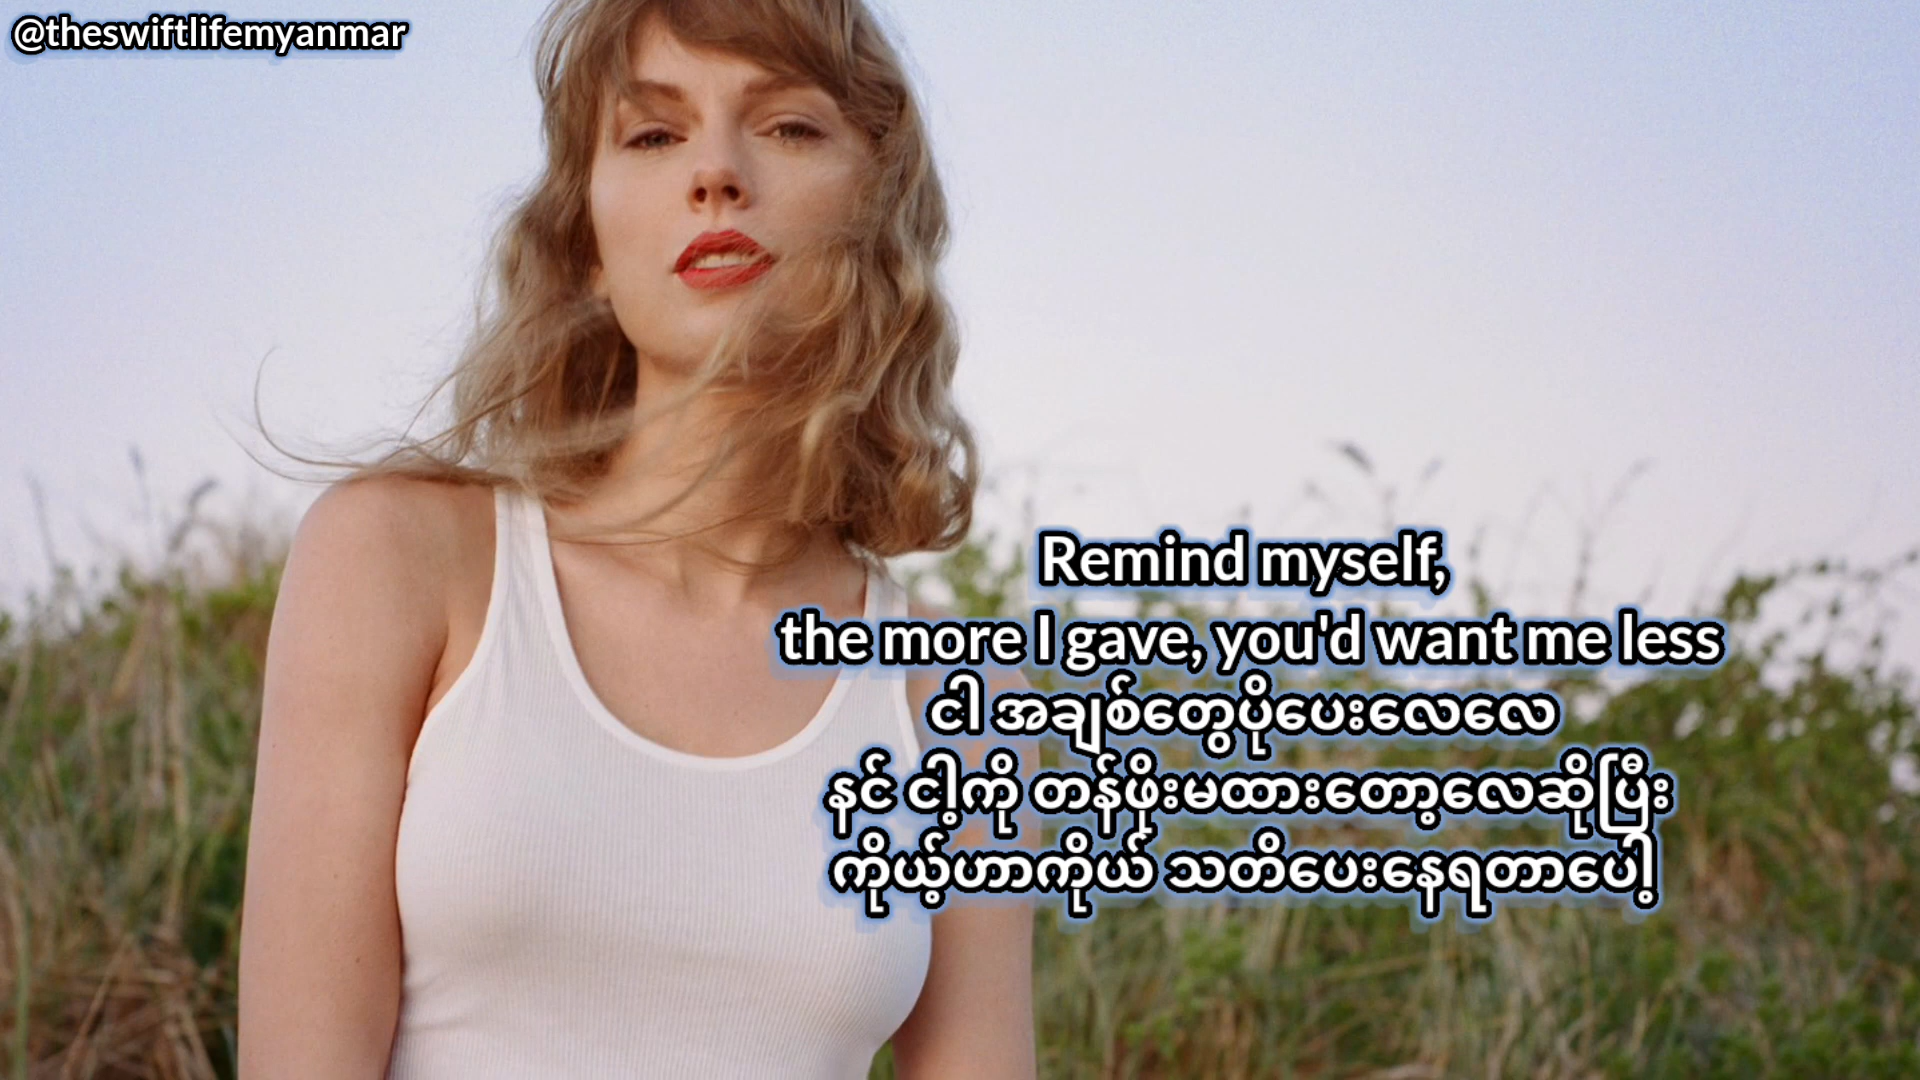 @theswiftlifemyanmar
Remind myself,
the more I gave, you'd want me less
ငါ အချစ်တွေပိုပေးလေလေ
နင် ငါ့ကို တန်ဖိုးမထားတော့လေဆိုပြီး
ကိုယ့်ဟာကိုယ် သတိပေးနေရတာပေါ့